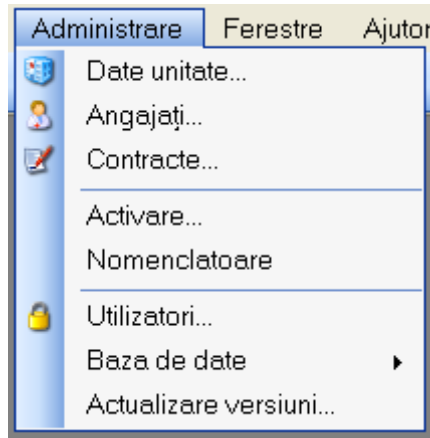 Administrare Ferestre Ajutor
Date unitate...
Angajați...
Contracte...
Activare...
Nomenclatoare
Utilizatori...
Baza de date
Actualizare versiuni...